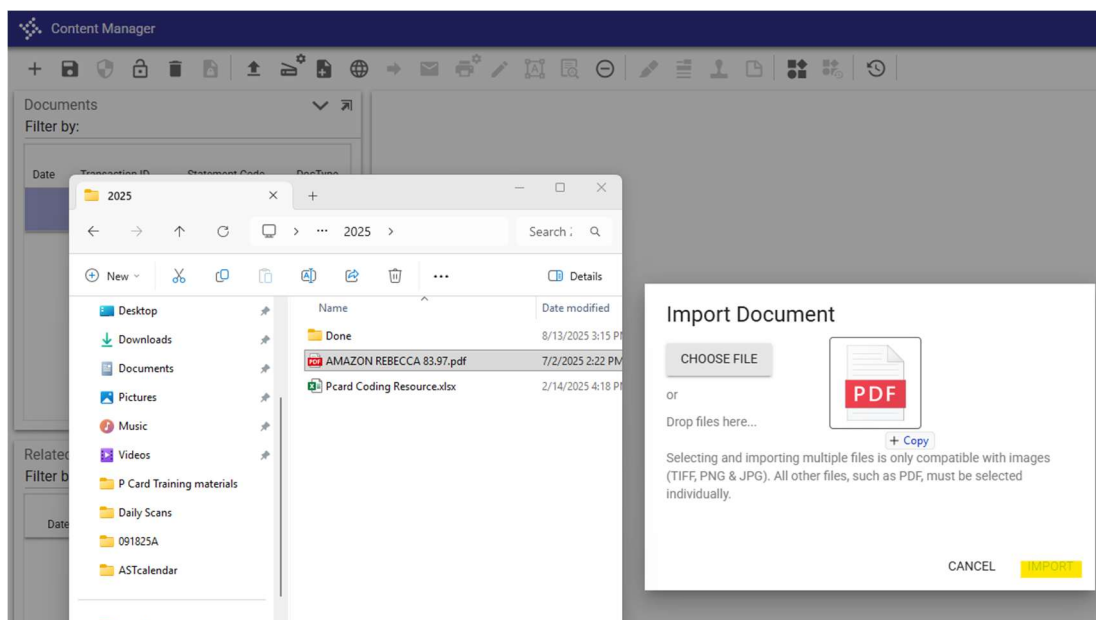 Content Manager
Documents
Filter by:
Date Transaction ID Statement Code DocType
2025
2025 Search
New Details
Name Date modified
Desktop
Downloads
Documents
Pictures
Music
Videos
P Card Training materials
Daily Scans
091825A
ASTcalendar
Done 8/13/2025 3:15 PM
PDF AMAZON REBECCA 83.97.pdf 7/2/2025 2:22 PM
Pcard Coding Resource.xlsx 2/14/2025 4:18 P
Related
Filter b
Date
Import Document
CHOOSE FILE
or
Drop files here...
PDF
+ Copy
Selecting and importing multiple files is only compatible with images
(TIFF, PNG & JPG). All other files, such as PDF, must be selected
individually.
CANCEL IMPORT